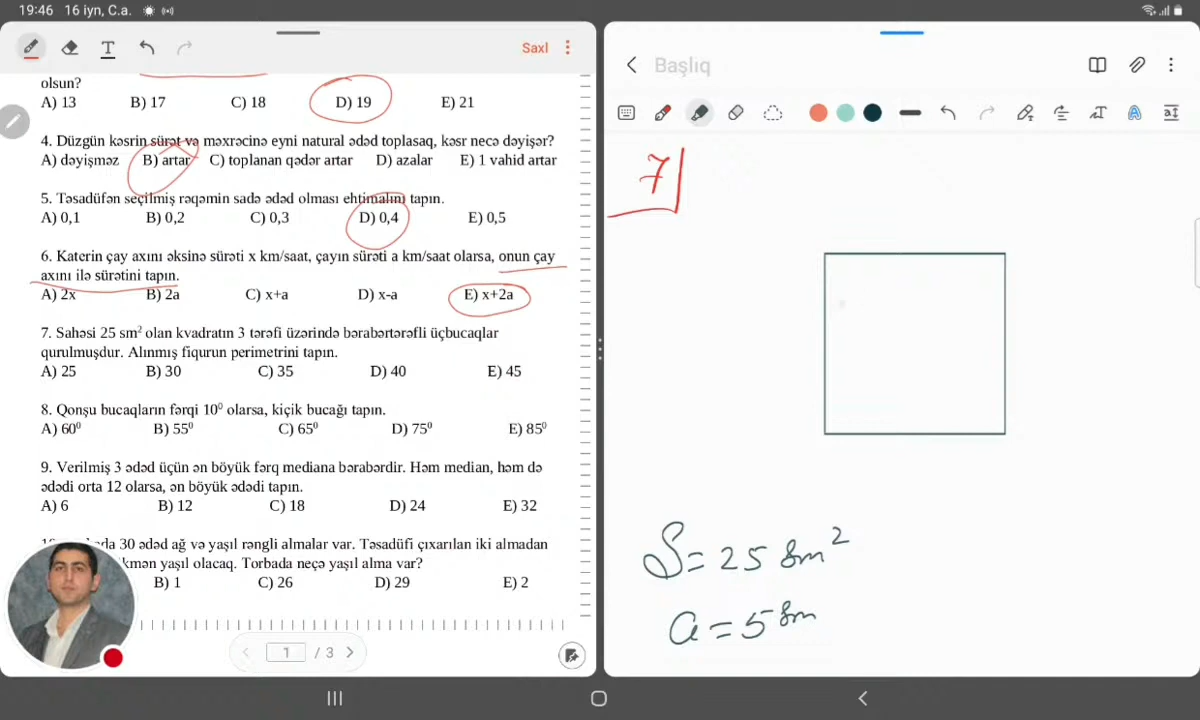 19:46 16 iyn, C.a.
Saxl
olsun?
A) 13 B) 17 C) 18 D) 19 E) 21
4. Düzgün kəsrin sürət və məxrəcinə eyni natural ədəd toplasaq, kəsr necə dəyişər?
A) dəyişməz B) artar C) toplanan qədər artar D) azalar E) 1 vahid artar
5. Təsadüfən seçilmiş rəqəmin sadə ədəd olması ehtimalını tapın.
A) 0,1 B) 0,2 C) 0,3 D) 0,4 E) 0,5
6. Katerin çay axını əksinə sürəti x km/saat, çayın sürəti a km/saat olarsa, onun çay
axını ilə sürətini tapın.
A) 2x B) 2a C) x+a D) x-a E) x+2a
7. Sahəsi 25 sm² olan kvadratın 3 tərəfi üzərində bərabərtərəfli üçbucaqlar
qurulmuşdur. Alınmış fiqurun perimetrini tapın.
A) 25 B) 30 C) 35 D) 40 E) 45
8. Qonşu bucaqların fərqi 10⁰ olarsa, kiçik bucağı tapın.
A) 60⁰ B) 55⁰ C) 65⁰ D) 75⁰ E) 85⁰
9. Verilmiş 3 ədəd üçün ən böyük fərq mediana bərabərdir. Həm median, həm də
ədədi orta 12 olarsa, ən böyük ədədi tapın.
A) 6 B) 12 C) 18 D) 24 E) 32
30 ədəd ağ və yaşıl rəngli almalar var. Təsadüfi çıxarılan iki almadan
yaşıl olacaq. Torbada neçə yaşıl alma var?
B) 1 C) 26 D) 29 E) 2
1 / 3
Başlıq
7
S = 25 sm²
a = 5 sm